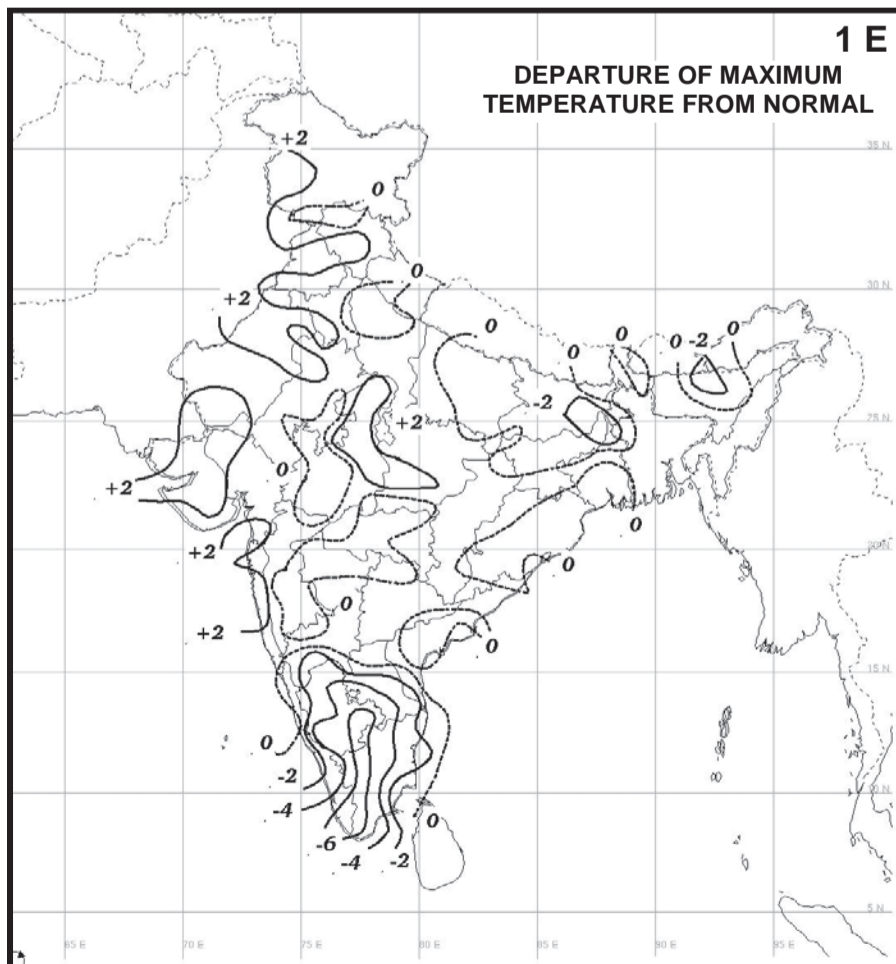 1 E
DEPARTURE OF MAXIMUM
TEMPERATURE FROM NORMAL
+2
35 N
0
0
30 N
+2
0
0
0
-2
0
0
-2
+2
25 N
0
+2
0
20 N
+2
0
0
+2
0
15 N
0
-2
10 N
-4
0
-6
-4
-2
5 N
65 E
70 E
75 E
80 E
85 E
90 E
95 E